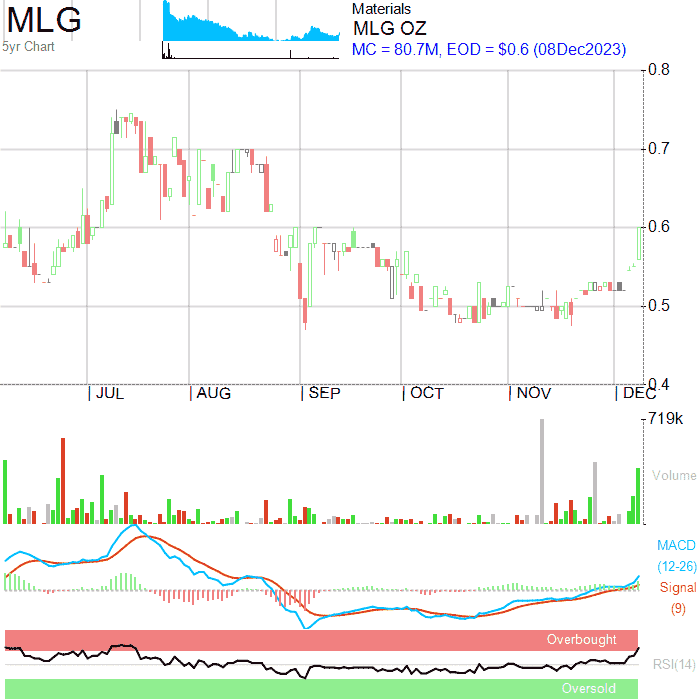 MLG
5yr Chart
Materials
MLG OZ
MC = 80.7M, EOD = $0.6 (08Dec2023)
0.8
0.7
0.6
0.5
0.4
JUL AUG SEP OCT NOV DEC
719k
Volume
MACD
(12-26)
Signal
(9)
Overbought
RSI(14)
Oversold